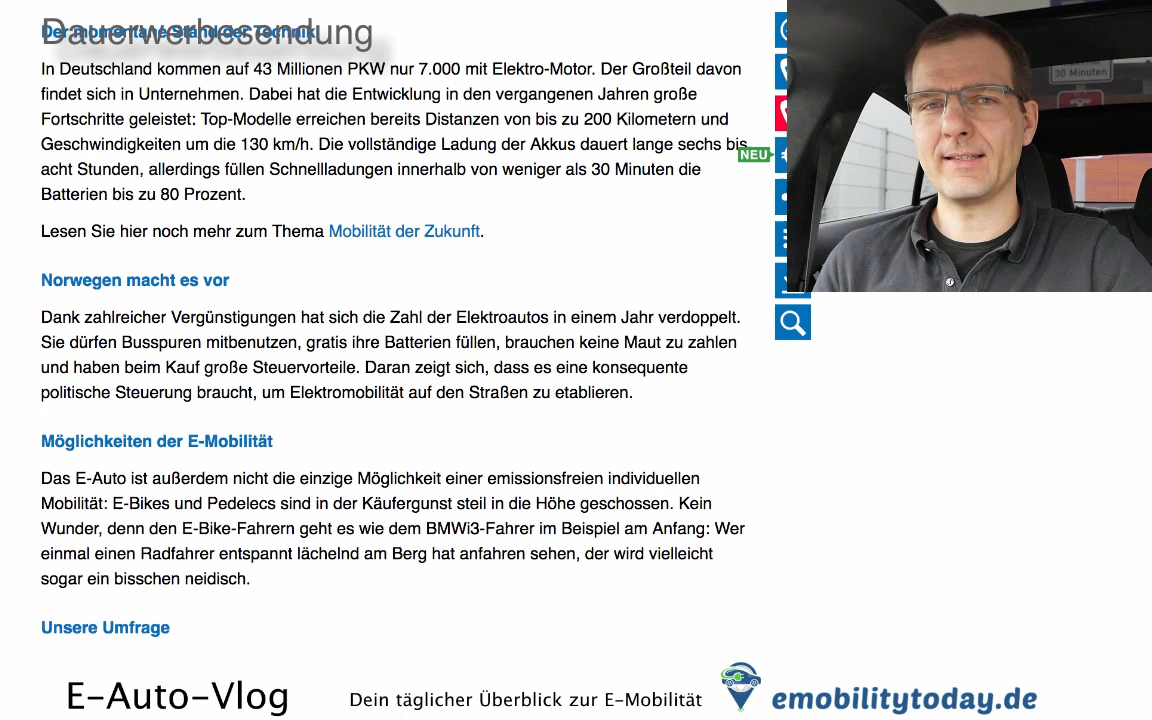 Dauerwerbesendung
Der momentane Stand der Technik
In Deutschland kommen auf 43 Millionen PKW nur 7.000 mit Elektro-Motor. Der Großteil davon
findet sich in Unternehmen. Dabei hat die Entwicklung in den vergangenen Jahren große
Fortschritte geleistet: Top-Modelle erreichen bereits Distanzen von bis zu 200 Kilometern und
Geschwindigkeiten um die 130 km/h. Die vollständige Ladung der Akkus dauert lange sechs bis
acht Stunden, allerdings füllen Schnellladungen innerhalb von weniger als 30 Minuten die
Batterien bis zu 80 Prozent.
Lesen Sie hier noch mehr zum Thema Mobilität der Zukunft.
Norwegen macht es vor
Dank zahlreicher Vergünstigungen hat sich die Zahl der Elektroautos in einem Jahr verdoppelt.
Sie dürfen Busspuren mitbenutzen, gratis ihre Batterien füllen, brauchen keine Maut zu zahlen
und haben beim Kauf große Steuervorteile. Daran zeigt sich, dass es eine konsequente
politische Steuerung braucht, um Elektromobilität auf den Straßen zu etablieren.
Möglichkeiten der E-Mobilität
Das E-Auto ist außerdem nicht die einzige Möglichkeit einer emissionsfreien individuellen
Mobilität: E-Bikes und Pedelecs sind in der Käufergunst steil in die Höhe geschossen. Kein
Wunder, denn den E-Bike-Fahrern geht es wie dem BMWi3-Fahrer im Beispiel am Anfang: Wer
einmal einen Radfahrer entspannt lächelnd am Berg hat anfahren sehen, der wird vielleicht
sogar ein bisschen neidisch.
Unsere Umfrage
NEU
30 Minuten
E-Auto-Vlog
Dein täglicher Überblick zur E-Mobilität
emobilitytoday.de